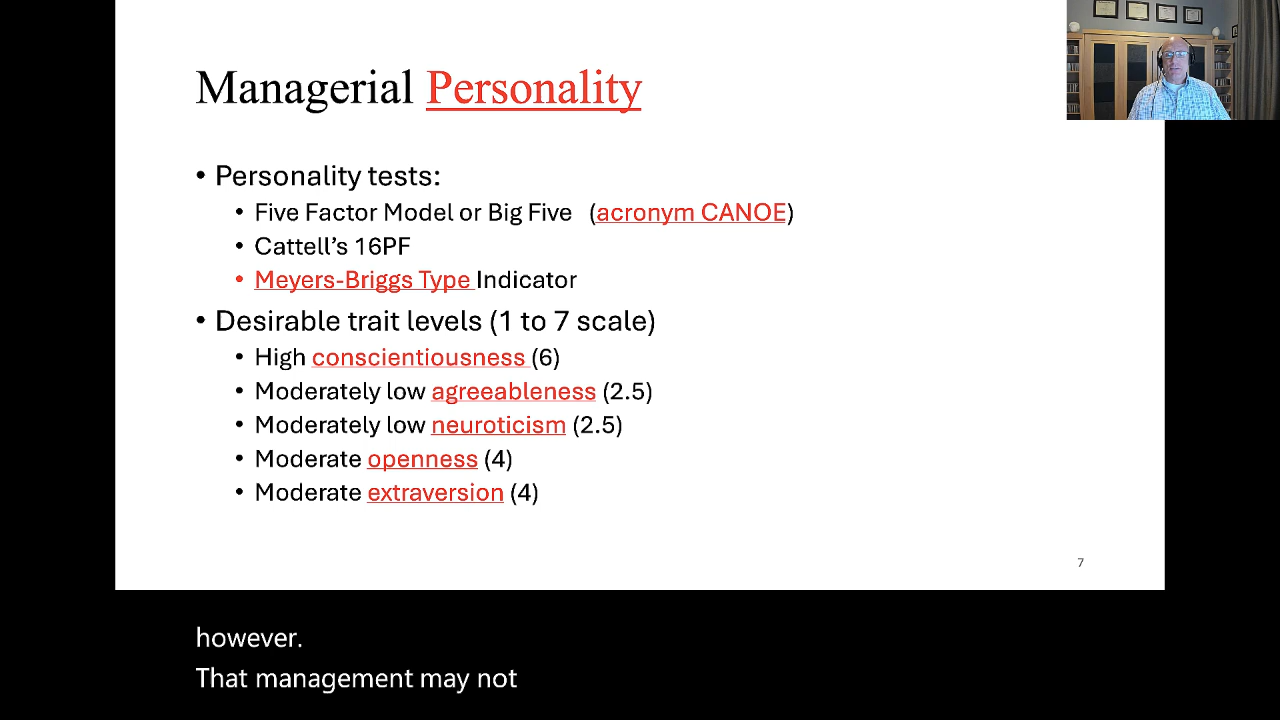 Managerial Personality
• Personality tests:
• Five Factor Model or Big Five (acronym CANOE)
• Cattell’s 16PF
• Meyers-Briggs Type Indicator
• Desirable trait levels (1 to 7 scale)
• High conscientiousness (6)
• Moderately low agreeableness (2.5)
• Moderately low neuroticism (2.5)
• Moderate openness (4)
• Moderate extraversion (4)
7
however.
That management may not